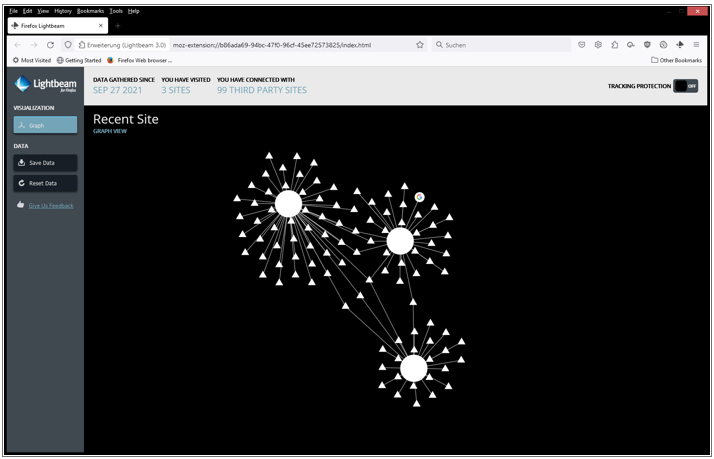 File Edit View History Bookmarks Tools Help
Firefox Lightbeam
Erweiterung (Lightbeam 3.0) moz-extension://b86ada69-94bc-47f0-96cf-45ee72573825/index.html Suchen
Most Visited Getting Started Firefox Web browser ... Other Bookmarks
Lightbeam
for Firefox
DATA GATHERED SINCE YOU HAVE VISITED YOU HAVE CONNECTED WITH
SEP 27 2021 3 SITES 99 THIRD PARTY SITES
TRACKING PROTECTION OFF
VISUALIZATION
Graph
DATA
Save Data
Reset Data
Give Us Feedback
Recent Site
GRAPH VIEW